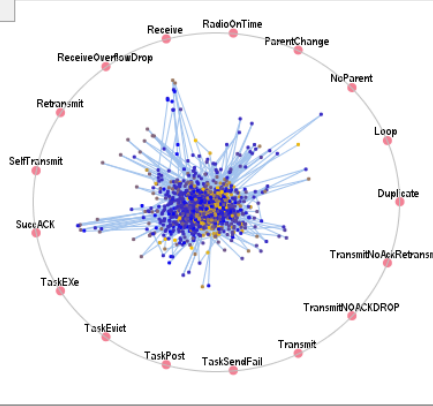 RadioOnTime
Receive
ParentChange
ReceiveOverflowDrop
NoParent
Retransmit
Loop
SelfTransmit
Duplicate
SuccACK
TransmitNoAckRetransm
TaskEXe
TransmitNOACKDROP
TaskEvict
Transmit
TaskPost
TaskSendFail